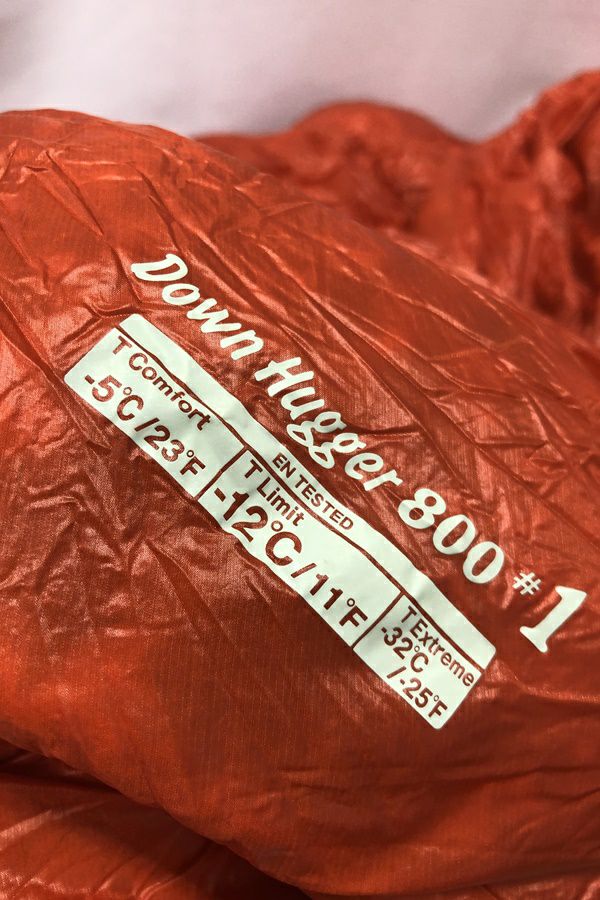 Down Hugger 800 #1
EN TESTED
T Comfort
-5°C/23°F
T Limit
-12°C/11°F
T Extreme
-32°C
/-25°F